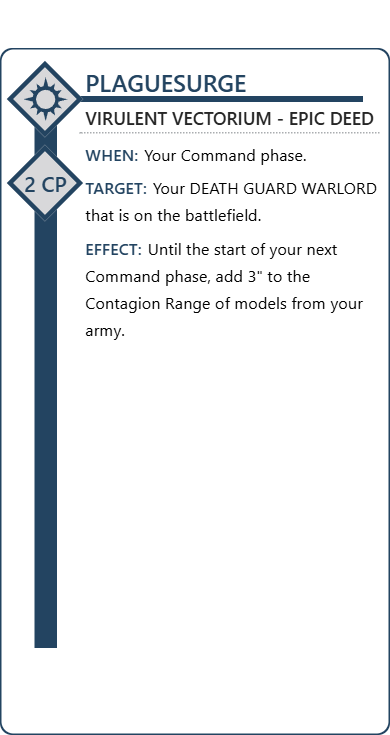 PLAGUESURGE
VIRULENT VECTORIUM - EPIC DEED
WHEN: Your Command phase.
2 CP
TARGET: Your DEATH GUARD WARLORD
that is on the battlefield.
EFFECT: Until the start of your next
Command phase, add 3" to the
Contagion Range of models from your
army.